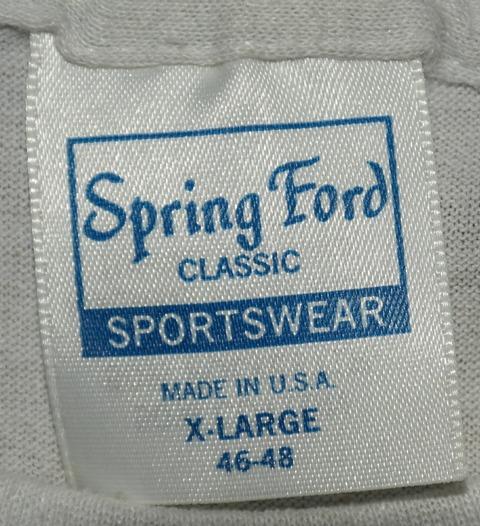 Spring Ford
CLASSIC
SPORTSWEAR
MADE IN U.S.A.
X-LARGE
46-48